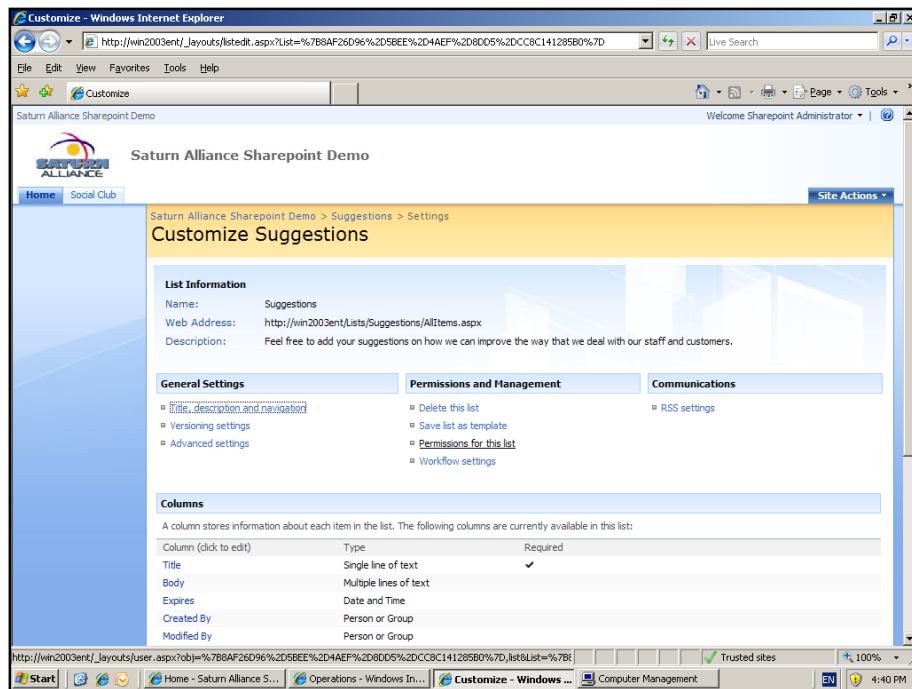 Customize - Windows Internet Explorer
http://win2003ent/_layouts/listedit.aspx?List=%7B8AF26D96%2D5BEE%2D4AEF%2D8DD5%2DCC8C141285B0%7D
Live Search
File Edit View Favorites Tools Help
Customize
Page Tools
Saturn Alliance Sharepoint Demo
Welcome Sharepoint Administrator
SATURN ALLIANCE
Saturn Alliance Sharepoint Demo
Home Social Club
Site Actions
Saturn Alliance Sharepoint Demo > Suggestions > Settings
Customize Suggestions
List Information
Name: Suggestions
Web Address: http://win2003ent/Lists/Suggestions/AllItems.aspx
Description: Feel free to add your suggestions on how we can improve the way that we deal with our staff and customers.
General Settings
Title, description and navigation
Versioning settings
Advanced settings
Permissions and Management
Delete this list
Save list as template
Permissions for this list
Workflow settings
Communications
RSS settings
Columns
A column stores information about each item in the list. The following columns are currently available in this list:
Column (click to edit) Type Required
Title Single line of text
Body Multiple lines of text
Expires Date and Time
Created By Person or Group
Modified By Person or Group
http://win2003ent/_layouts/user.aspx?obj=%7B8AF26D96%2D5BEE%2D4AEF%2D8DD5%2DCC8C141285B0%7D,list&List=%7B8
Trusted sites
100%
Start
Home - Saturn Alliance S...
Operations - Windows In...
Customize - Windows ...
Computer Management
EN
4:40 PM